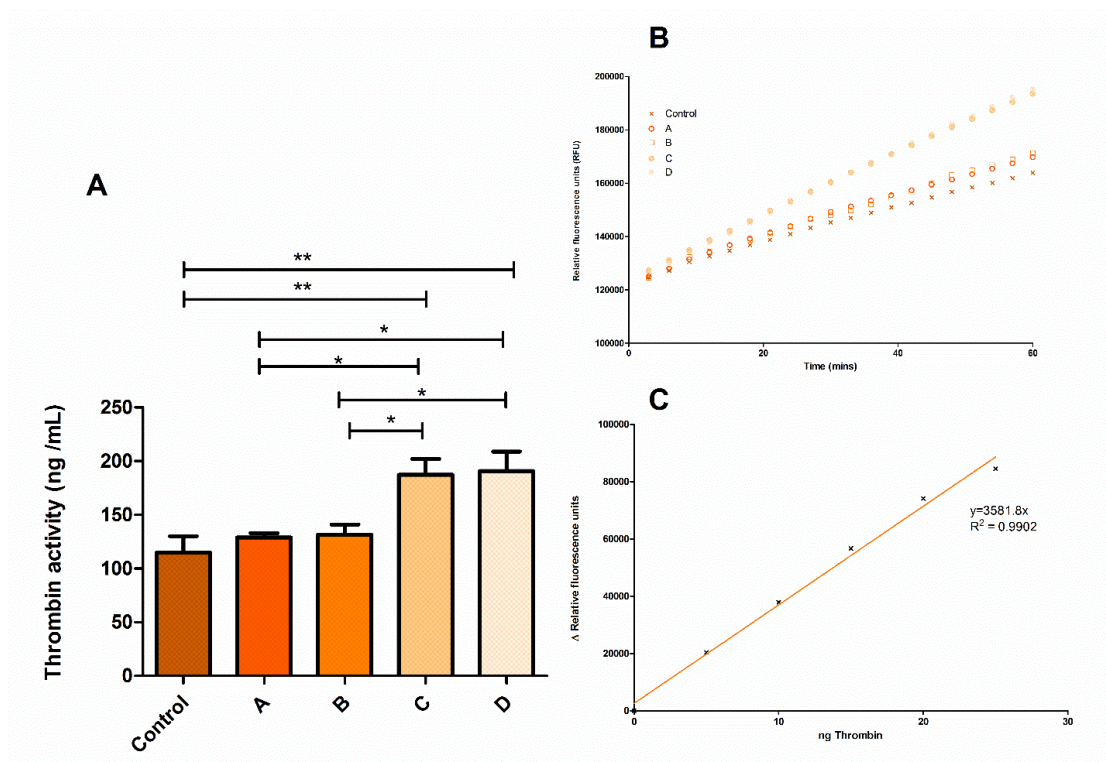 A
**
**
*
*
*
*
Thrombin activity (ng /mL)
250
200
150
100
50
0
Control
A
B
C
D
B
Relative fluorescence units (RFU)
200000
180000
160000
140000
120000
100000
0
20
40
60
Time (mins)
Control
A
B
C
D
C
Δ Relative fluorescence units
100000
80000
60000
40000
20000
0
0
10
20
30
ng Thrombin
y=3581.8x
R² = 0.9902